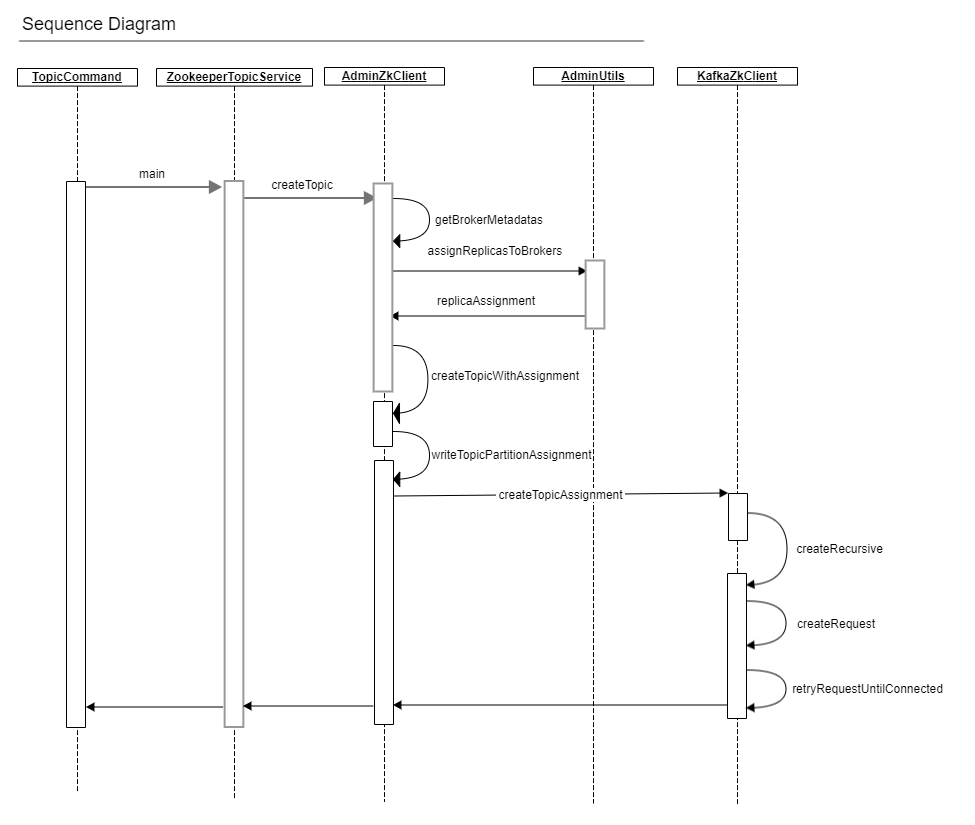 Sequence Diagram
TopicCommand
ZookeeperTopicService
AdminZkClient
AdminUtils
KafkaZkClient
main
createTopic
getBrokerMetadatas
assignReplicasToBrokers
replicaAssignment
createTopicWithAssignment
writeTopicPartitionAssignment
createTopicAssignment
createRecursive
createRequest
retryRequestUntilConnected